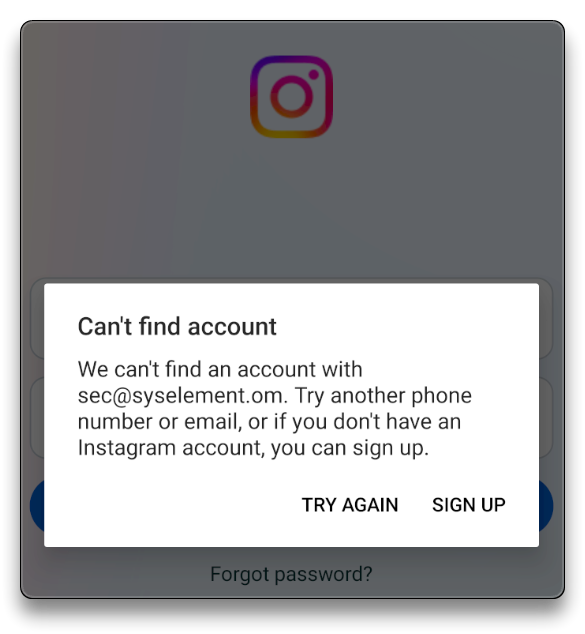 Can't find account
We can't find an account with
sec@syselement.om. Try another phone
number or email, or if you don't have an
Instagram account, you can sign up.
TRY AGAIN SIGN UP
Forgot password?